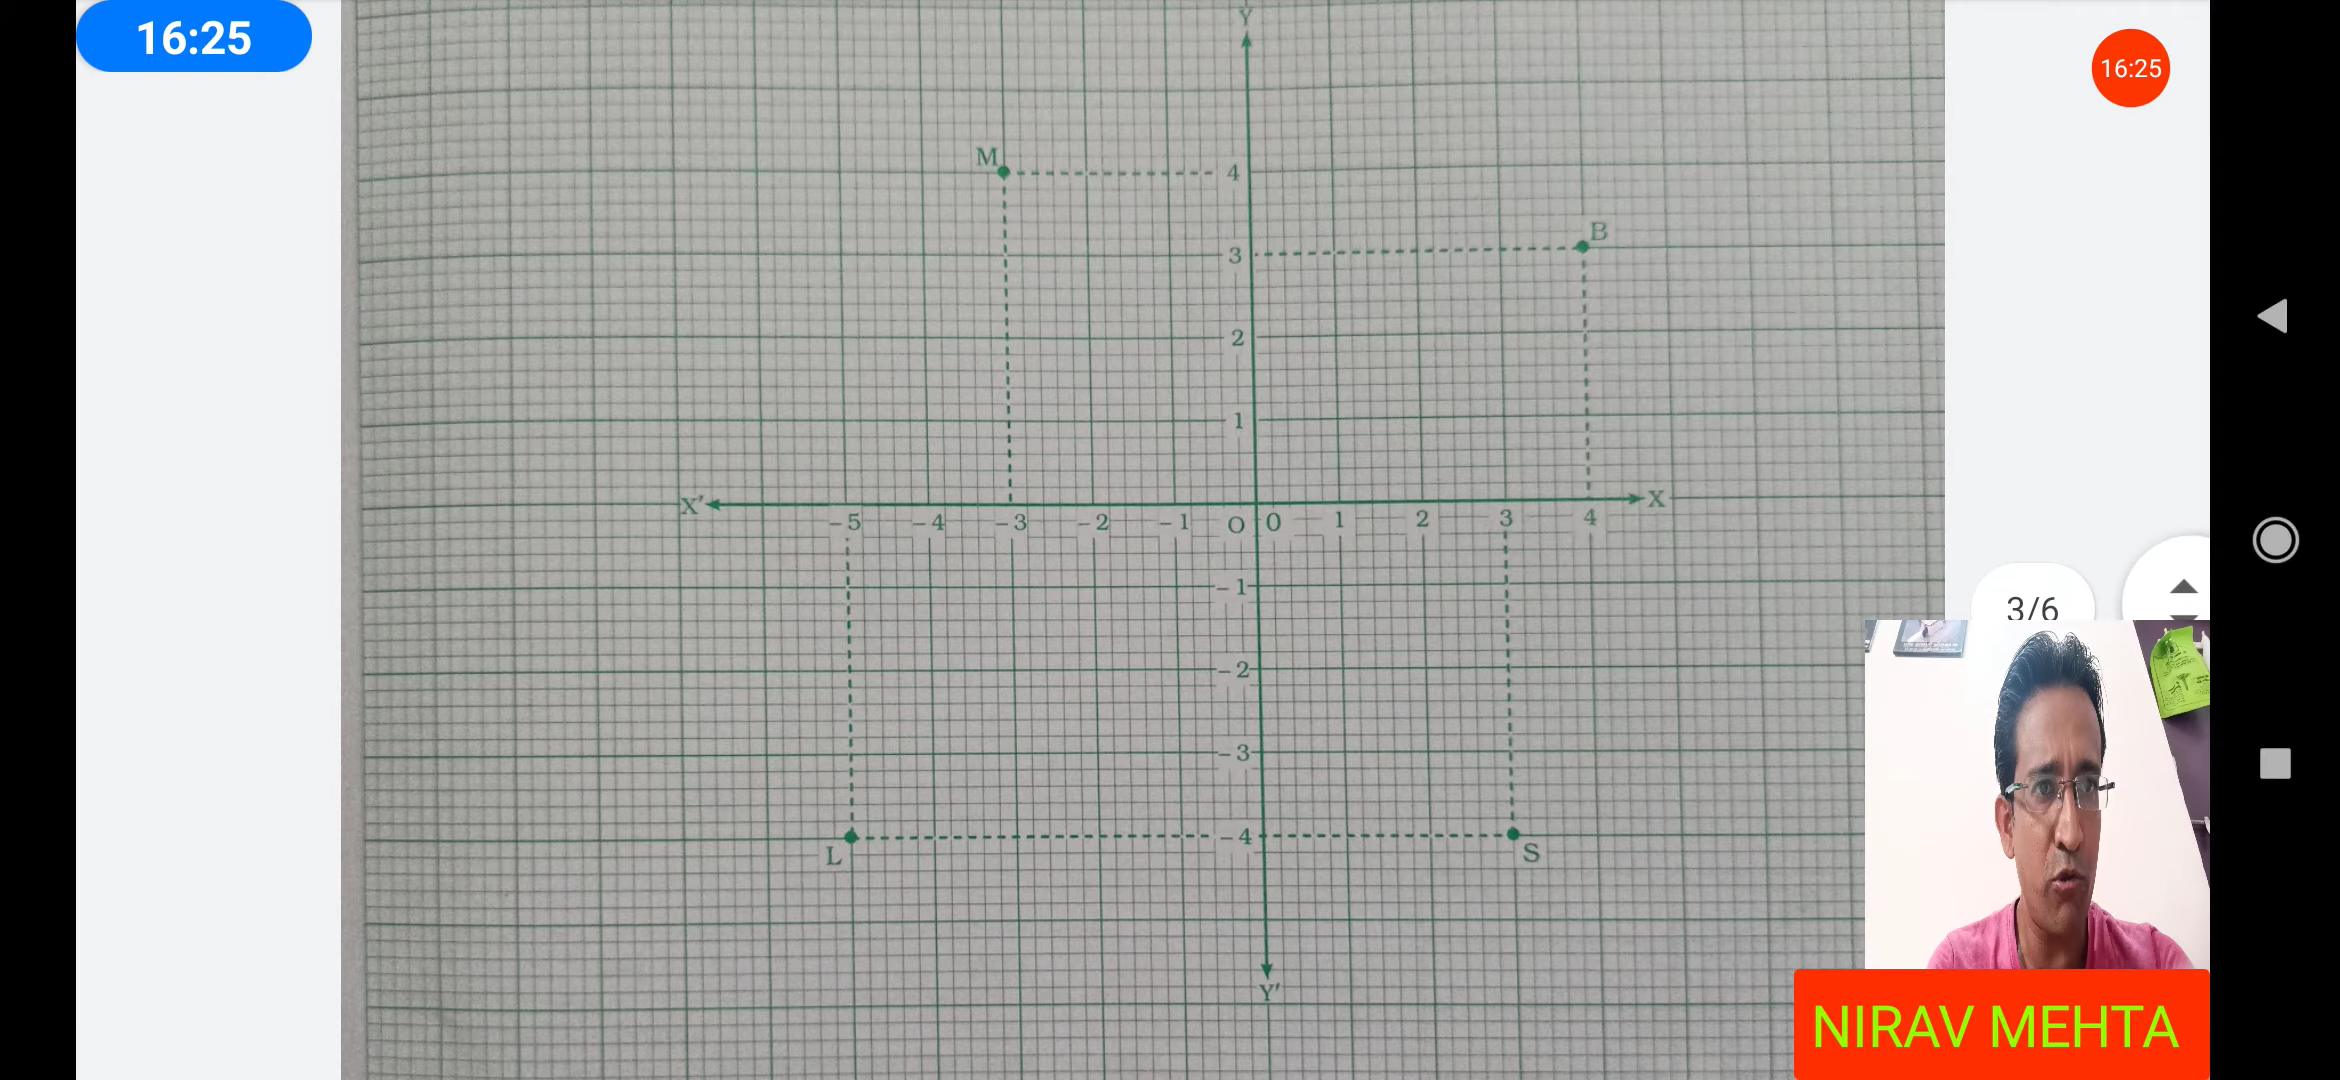 16:25
16:25
Y
M
4
B
3
2
1
X′
X
-5 -4 -3 -2 -1 O 0 1 2 3 4
-1
3/6
-2
-3
-4
L
S
Y′
NIRAV MEHTA